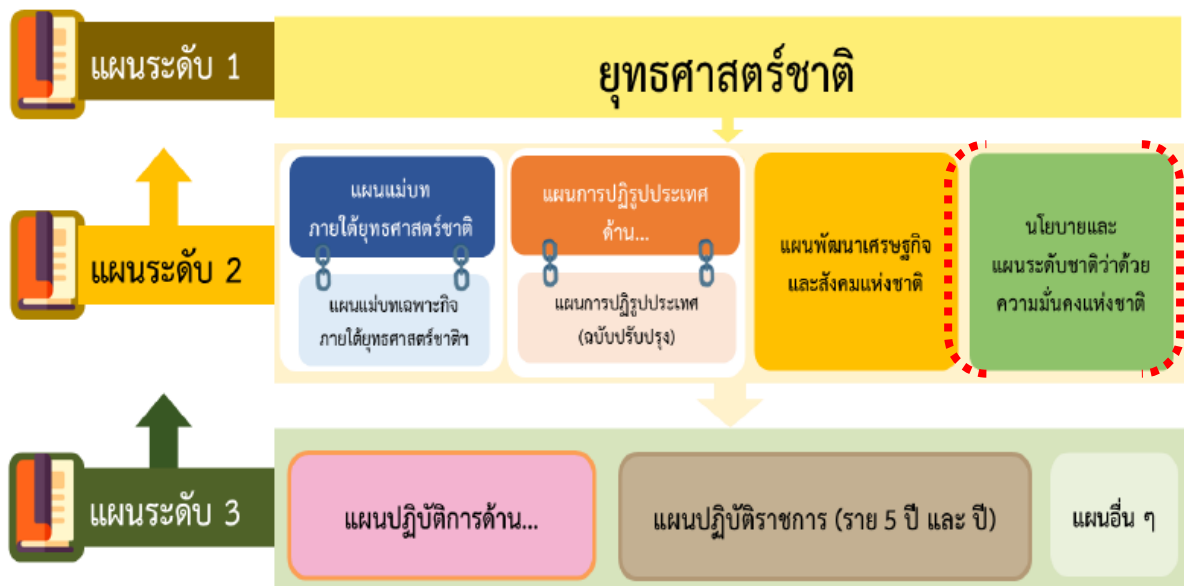 แผนระดับ 1
ยุทธศาสตร์ชาติ
แผนระดับ 2
แผนแม่บท
ภายใต้ยุทธศาสตร์ชาติ
แผนแม่บทเฉพาะกิจ
ภายใต้ยุทธศาสตร์ชาติฯ
แผนการปฏิรูปประเทศ
ด้าน...
แผนการปฏิรูปประเทศ
(ฉบับปรับปรุง)
แผนพัฒนาเศรษฐกิจ
และสังคมแห่งชาติ
นโยบายและ
แผนระดับชาติว่าด้วย
ความมั่นคงแห่งชาติ
แผนระดับ 3
แผนปฏิบัติการด้าน...
แผนปฏิบัติราชการ (ราย 5 ปี และ ปี)
แผนอื่น ๆ